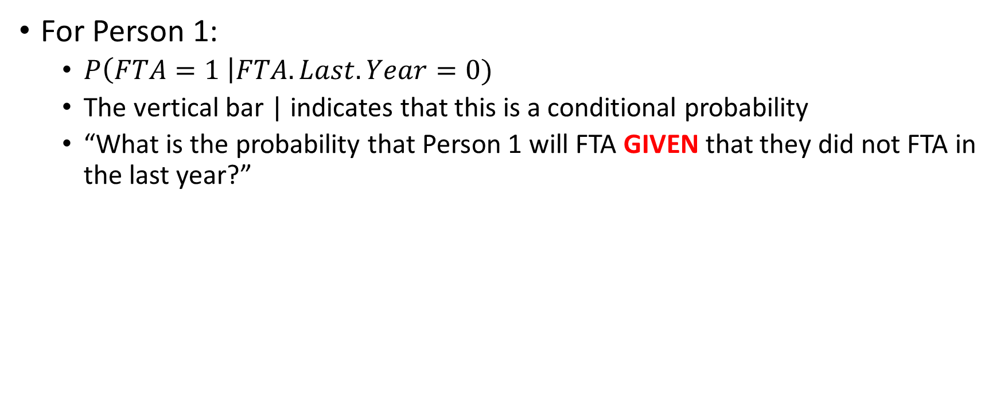 • For Person 1:
• P(FTA = 1 |FTA. Last. Year = 0)
• The vertical bar | indicates that this is a conditional probability
• “What is the probability that Person 1 will FTA GIVEN that they did not FTA in
the last year?”